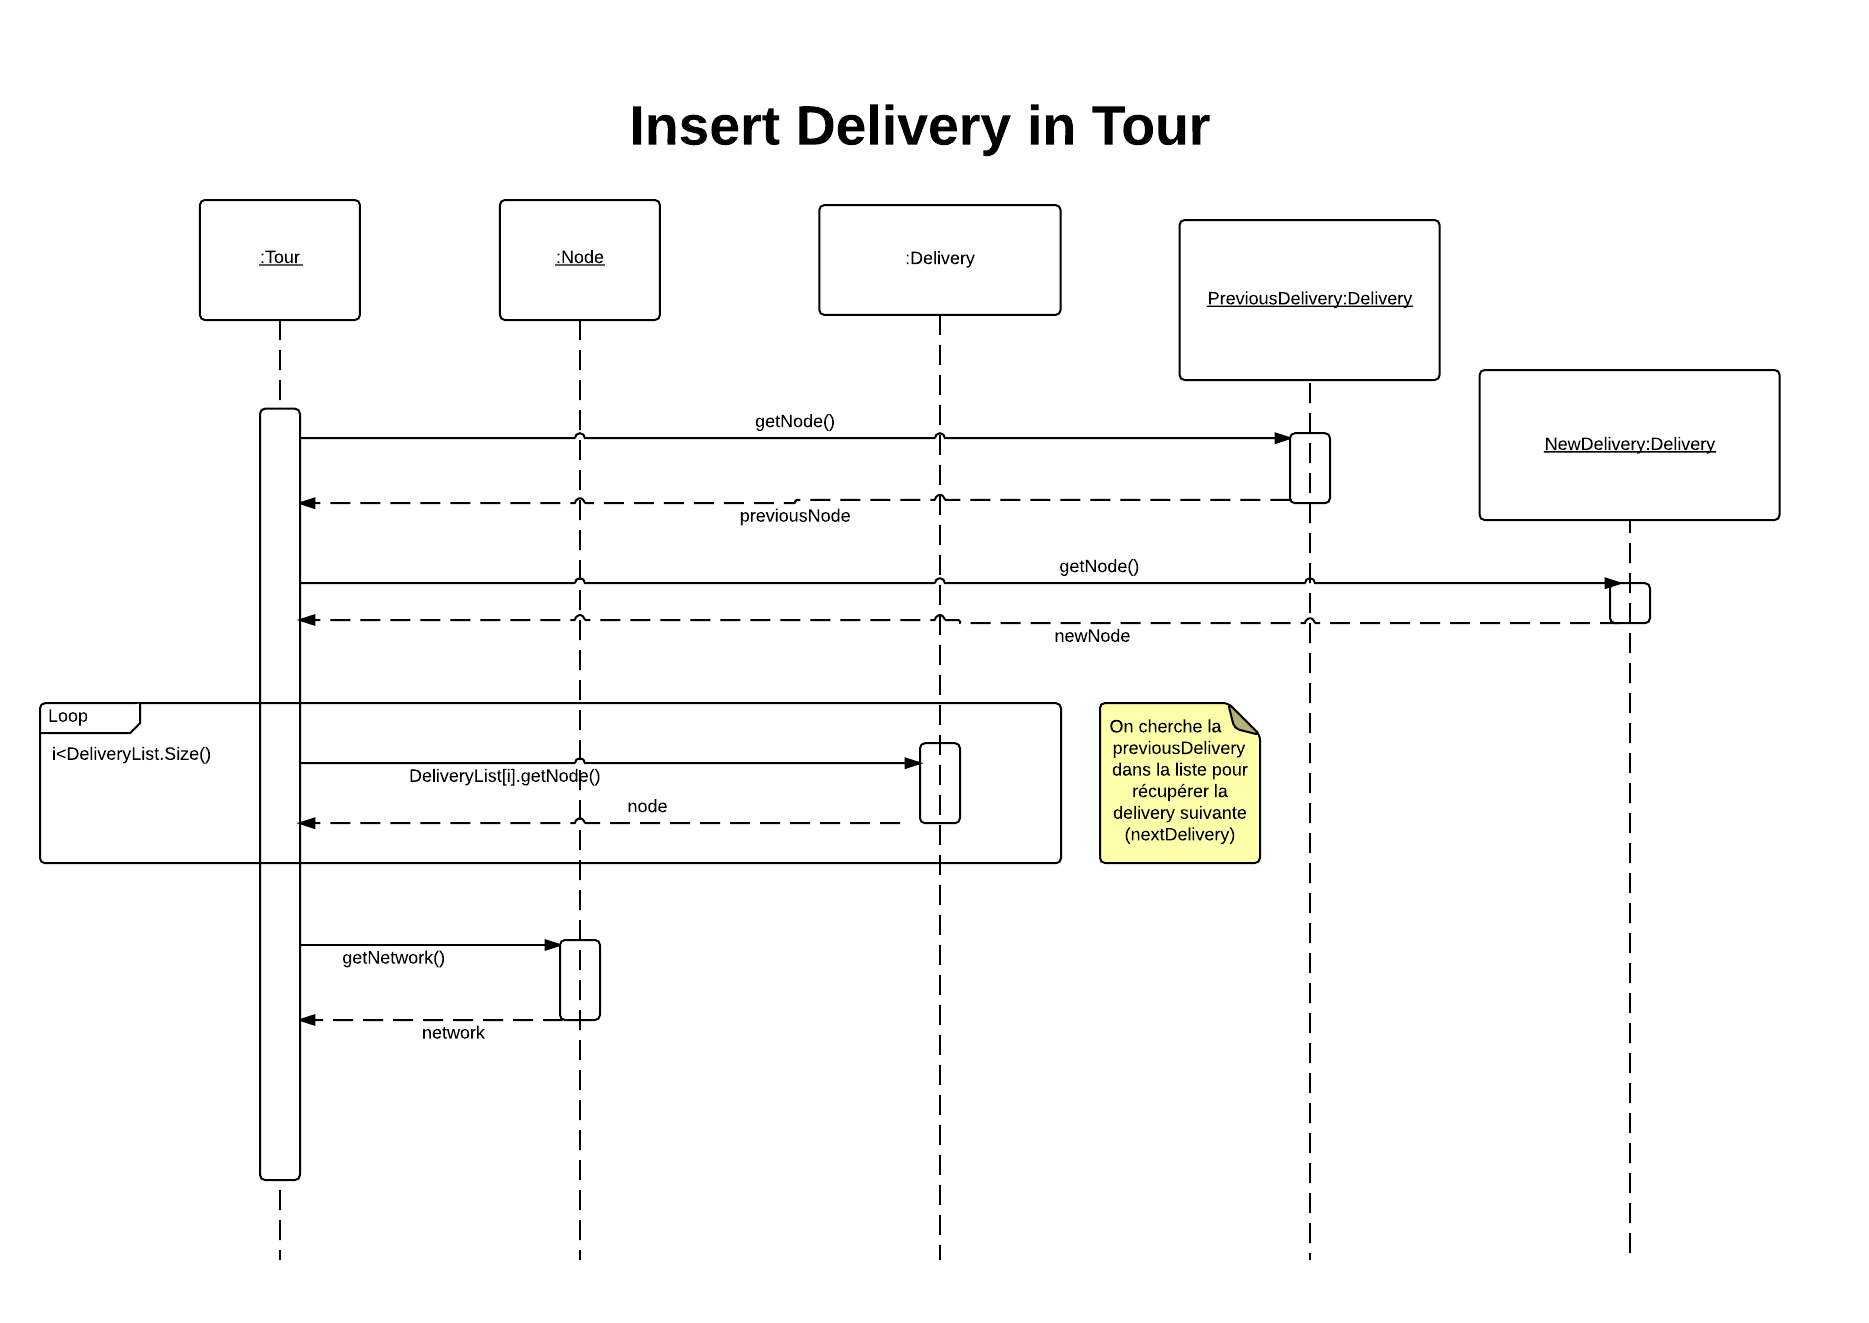 Insert Delivery in Tour
:Tour
:Node
:Delivery
PreviousDelivery:Delivery
NewDelivery:Delivery
getNode()
previousNode
getNode()
newNode
Loop
i<DeliveryList.Size()
DeliveryList[i].getNode()
node
On cherche la
previousDelivery
dans la liste pour
récupérer la
delivery suivante
(nextDelivery)
getNetwork()
network